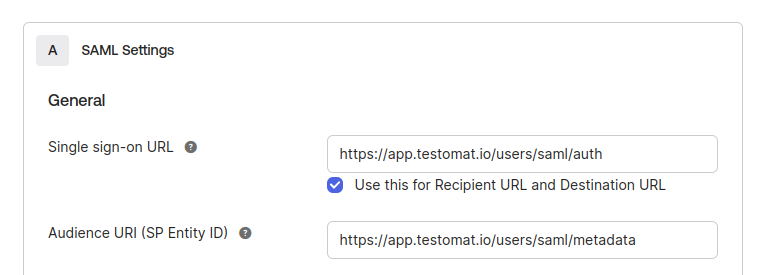 A SAML Settings
General
Single sign-on URL ?
https://app.testomat.io/users/saml/auth
Use this for Recipient URL and Destination URL
Audience URI (SP Entity ID) ?
https://app.testomat.io/users/saml/metadata